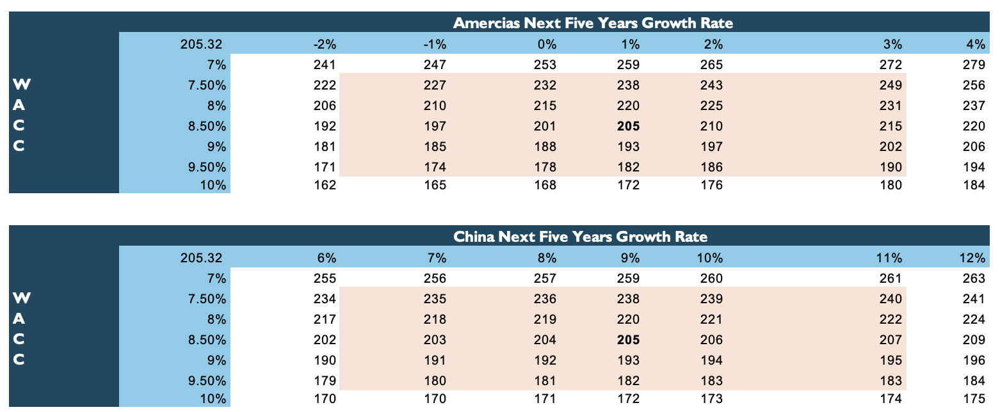 Amercias Next Five Years Growth Rate
205.32 -2% -1% 0% 1% 2% 3% 4%
7% 241 247 253 259 265 272 279
W 7.50% 222 227 232 238 243 249 256
A 8% 206 210 215 220 225 231 237
C 8.50% 192 197 201 205 210 215 220
C 9% 181 185 188 193 197 202 206
9.50% 171 174 178 182 186 190 194
10% 162 165 168 172 176 180 184
China Next Five Years Growth Rate
205.32 6% 7% 8% 9% 10% 11% 12%
7% 255 256 257 259 260 261 263
W 7.50% 234 235 236 238 239 240 241
A 8% 217 218 219 220 221 222 224
C 8.50% 202 203 204 205 206 207 209
C 9% 190 191 192 193 194 195 196
9.50% 179 180 181 182 183 183 184
10% 170 170 171 172 173 174 175